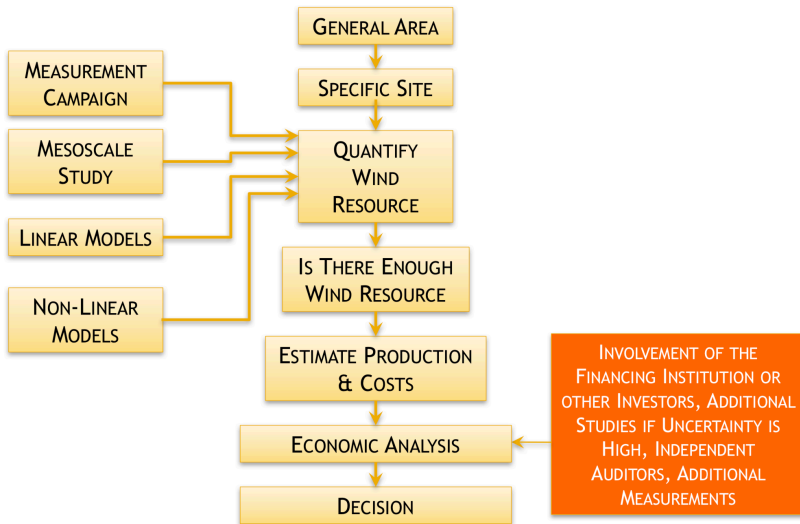 General Area
Measurement
Campaign
Specific Site
Mesoscale
Study
Quantify
Wind
Resource
Linear Models
Is There Enough
Wind Resource
Non-Linear
Models
Estimate Production
& Costs
Involvement of the
Financing Institution or
other Investors, Additional
Studies if Uncertainty is
High, Independent
Auditors, Additional
Measurements
Economic Analysis
Decision